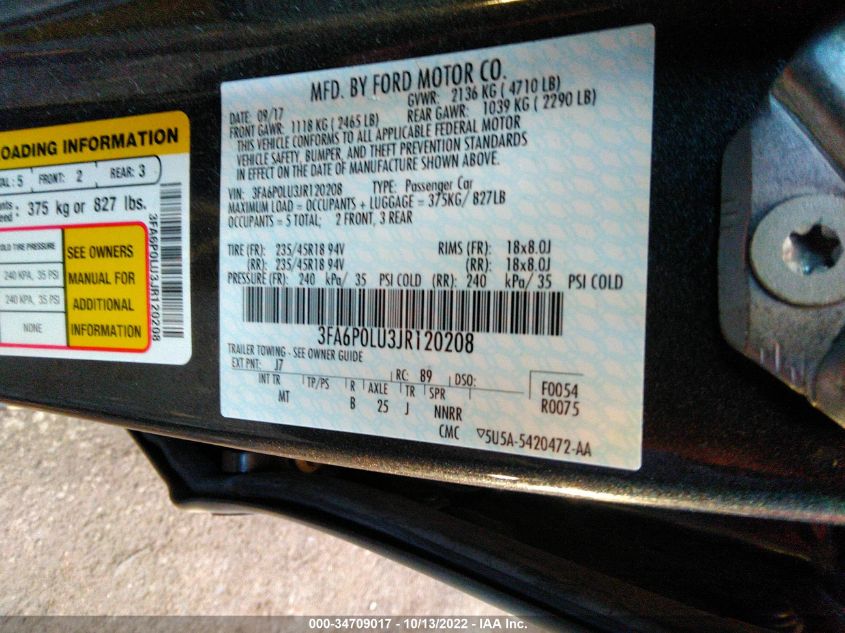 OADING INFORMATION
: 5 FRONT: 2 REAR: 3
375 kg or 827 lbs.
TIRE PRESSURE
240 KPA, 35 PSI
240 KPA, 35 PSI
NONE
SEE OWNERS
MANUAL FOR
ADDITIONAL
INFORMATION
3FA6P0LU3JR120208
MFD. BY FORD MOTOR CO.
DATE: 09/17 GVWR: 2136 KG ( 4710 LB)
FRONT GAWR: 1118 KG ( 2465 LB) REAR GAWR: 1039 KG ( 2290 LB)
THIS VEHICLE CONFORMS TO ALL APPLICABLE FEDERAL MOTOR
VEHICLE SAFETY, BUMPER, AND THEFT PREVENTION STANDARDS
IN EFFECT ON THE DATE OF MANUFACTURE SHOWN ABOVE.
VIN: 3FA6P0LU3JR120208 TYPE: Passenger Car
MAXIMUM LOAD = OCCUPANTS + LUGGAGE = 375KG/ 827LB
OCCUPANTS = 5 TOTAL; 2 FRONT, 3 REAR
TIRE (FR): 235/45R18 94V RIMS (FR): 18x8.0J
(RR): 235/45R18 94V (RR): 18x8.0J
PRESSURE (FR): 240 kPa/ 35 PSI COLD (RR): 240 kPa/ 35 PSI COLD
3FA6P0LU3JR120208
TRAILER TOWING - SEE OWNER GUIDE
EXT PNT: J7 RC: B9 DSO: F0054
INT TR TP/PS R AXLE TR SPR R0075
MT B 25 J NNRR
CMC ▽5U5A-5420472-AA
000-34709017 - 10/13/2022 - IAA Inc.